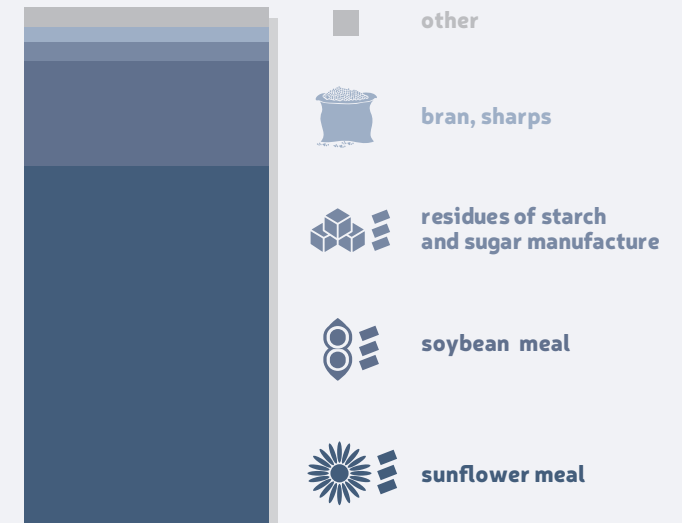 other
bran, sharps
residues of starch
and sugar manufacture
soybean meal
sunflower meal